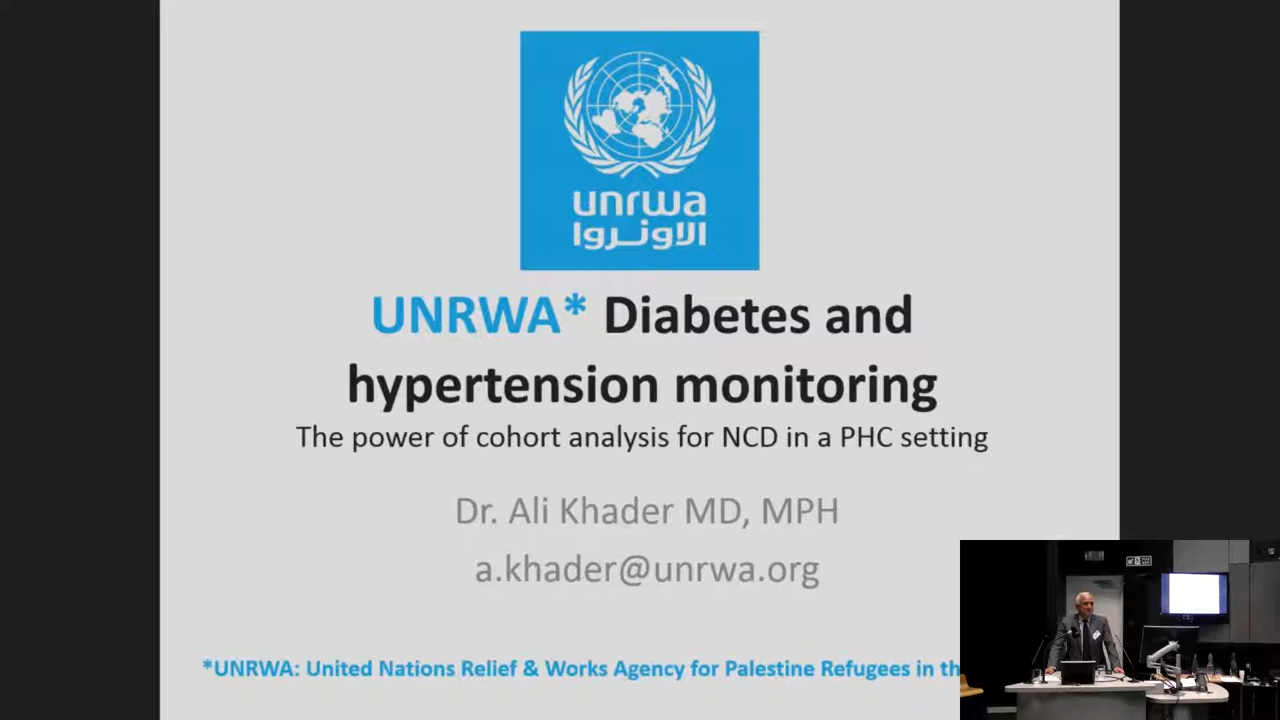 unrwa
الاونروا
UNRWA* Diabetes and
hypertension monitoring
The power of cohort analysis for NCD in a PHC setting
Dr. Ali Khader MD, MPH
a.khader@unrwa.org
*UNRWA: United Nations Relief & Works Agency for Palestine Refugees in th